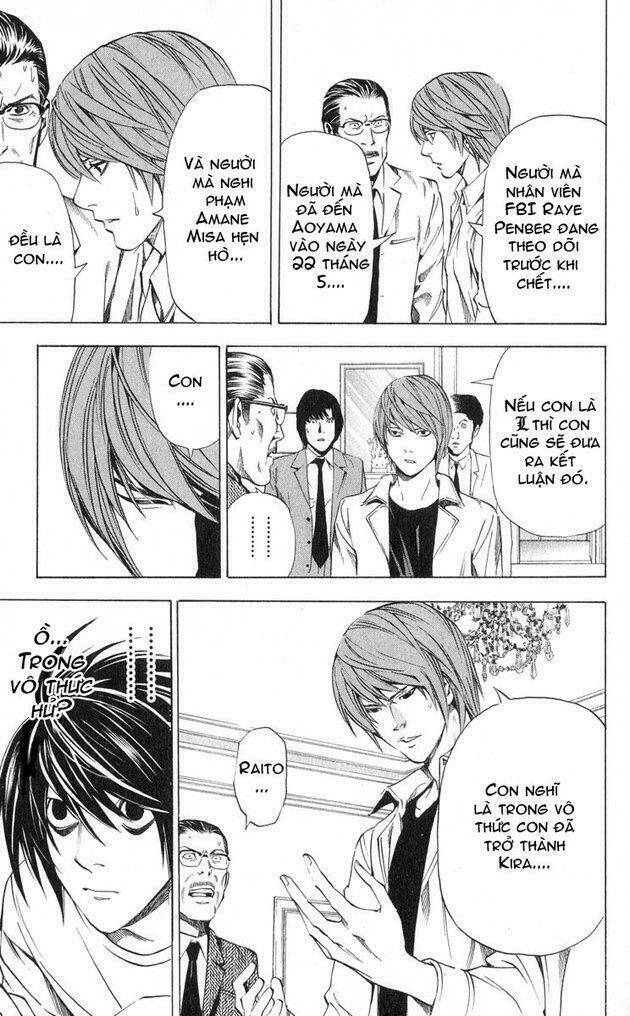 NGƯỜI MÀ
NHÂN VIÊN
FBI RAYE
PENBER ĐANG
THEO DÕI
TRƯỚC KHI
CHẾT....
NGƯỜI MÀ
ĐÃ ĐẾN
AOYAMA
VÀO NGÀY
22 THÁNG
5....
VÀ NGƯỜI
MÀ NGHI
PHẠM
AMANE
MISA HẸN
HÒ...
ĐỀU LÀ
CON....
NẾU CON LÀ
L THÌ CON
CŨNG SẼ ĐƯA
RA KẾT
LUẬN ĐÓ.
CON
....
CON NGHĨ
LÀ TRONG VÔ
THỨC CON ĐÃ
TRỞ THÀNH
KIRA....
RAITO
...
Ồ...
TRONG
VÔ THỨC
HỬ?